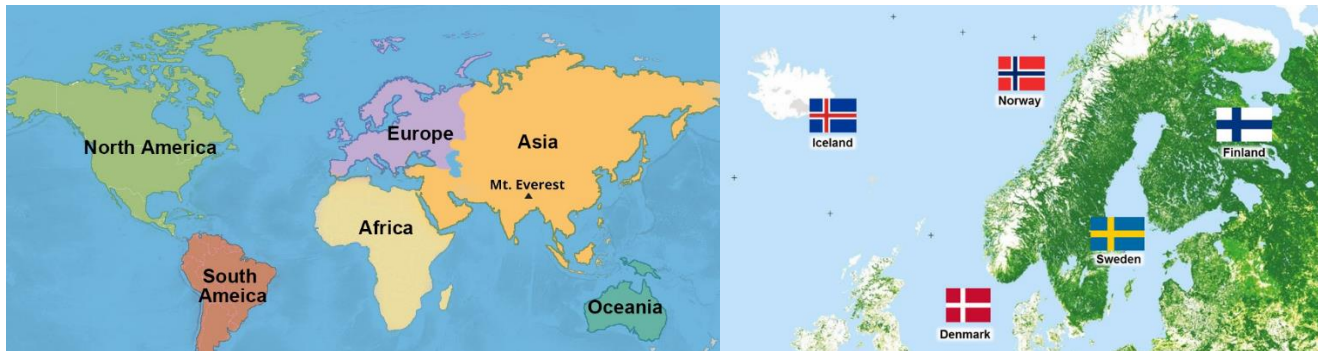 North America
Europe
Asia
Mt. Everest
Africa
South
Ameica
Oceania
Norway
Iceland
Finland
Sweden
Denmark